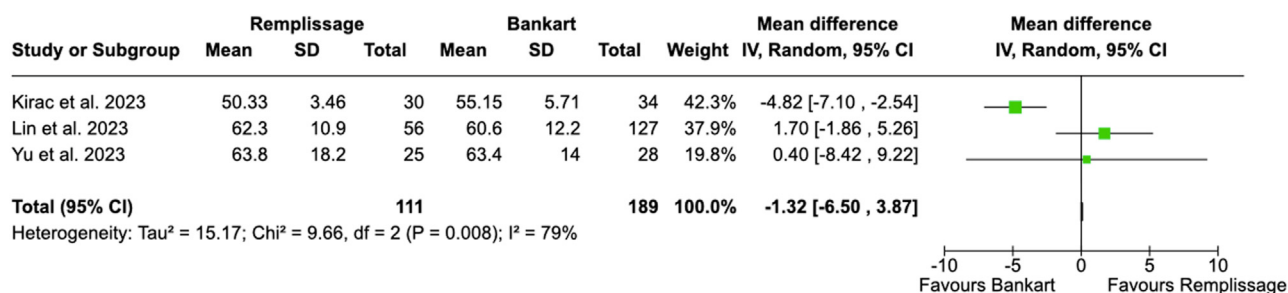 Remplissage Bankart Mean difference Mean difference
Study or Subgroup Mean SD Total Mean SD Total Weight IV, Random, 95% CI IV, Random, 95% CI
Kirac et al. 2023 50.33 3.46 30 55.15 5.71 34 42.3% -4.82 [-7.10 , -2.54]
Lin et al. 2023 62.3 10.9 56 60.6 12.2 127 37.9% 1.70 [-1.86 , 5.26]
Yu et al. 2023 63.8 18.2 25 63.4 14 28 19.8% 0.40 [-8.42 , 9.22]
Total (95% CI) 111 189 100.0% -1.32 [-6.50 , 3.87]
Heterogeneity: Tau² = 15.17; Chi² = 9.66, df = 2 (P = 0.008); I² = 79%
-10 -5 0 5 10
Favours Bankart Favours Remplissage